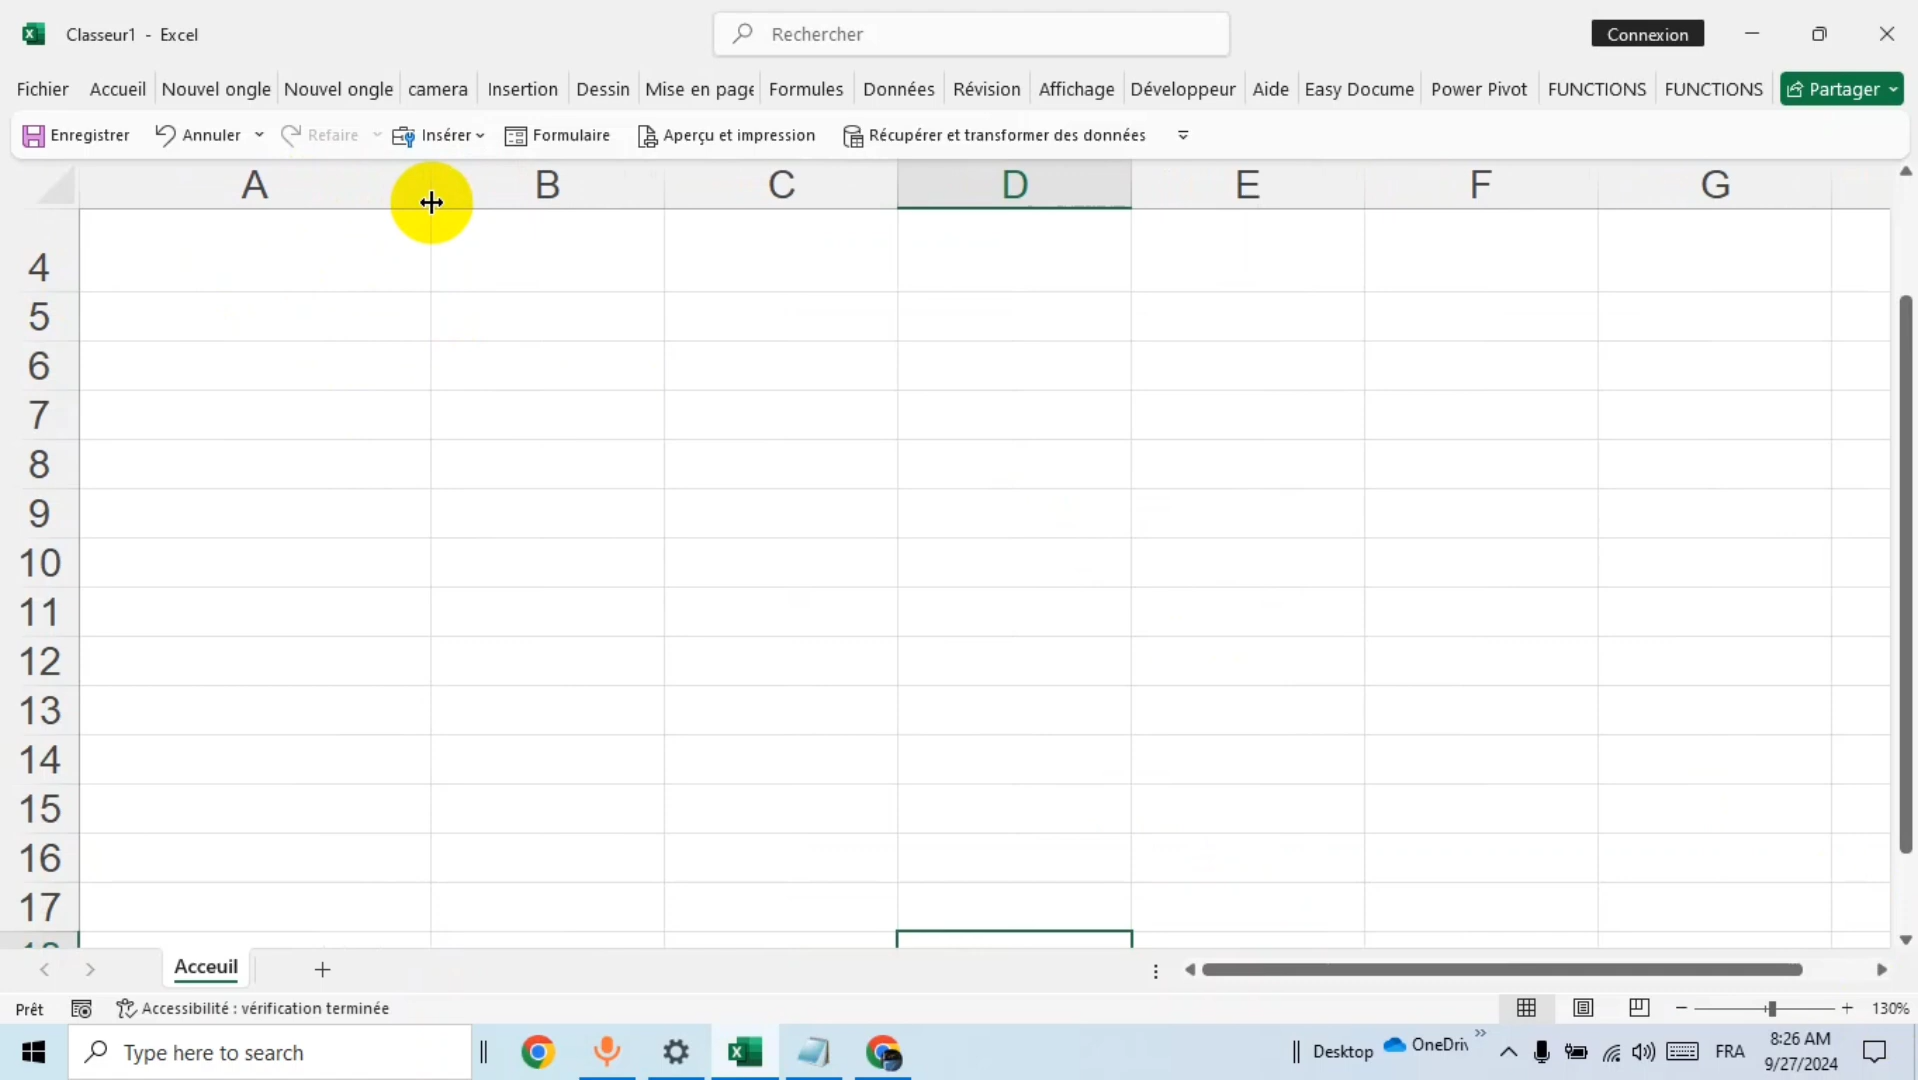 Classeur1 - Excel
Rechercher
Connexion
Fichier Accueil Nouvel ongle Nouvel ongle camera Insertion Dessin Mise en page Formules Données Révision Affichage Développeur Aide Easy Docume Power Pivot FUNCTIONS FUNCTIONS Partager
Enregistrer Annuler Refaire Insérer Formulaire Aperçu et impression Récupérer et transformer des données
A B C D E F G
4
5
6
7
8
9
10
11
12
13
14
15
16
17
Acceuil
Prêt Accessibilité : vérification terminée 130%
Type here to search Desktop OneDriv FRA 8:26 AM
9/27/2024